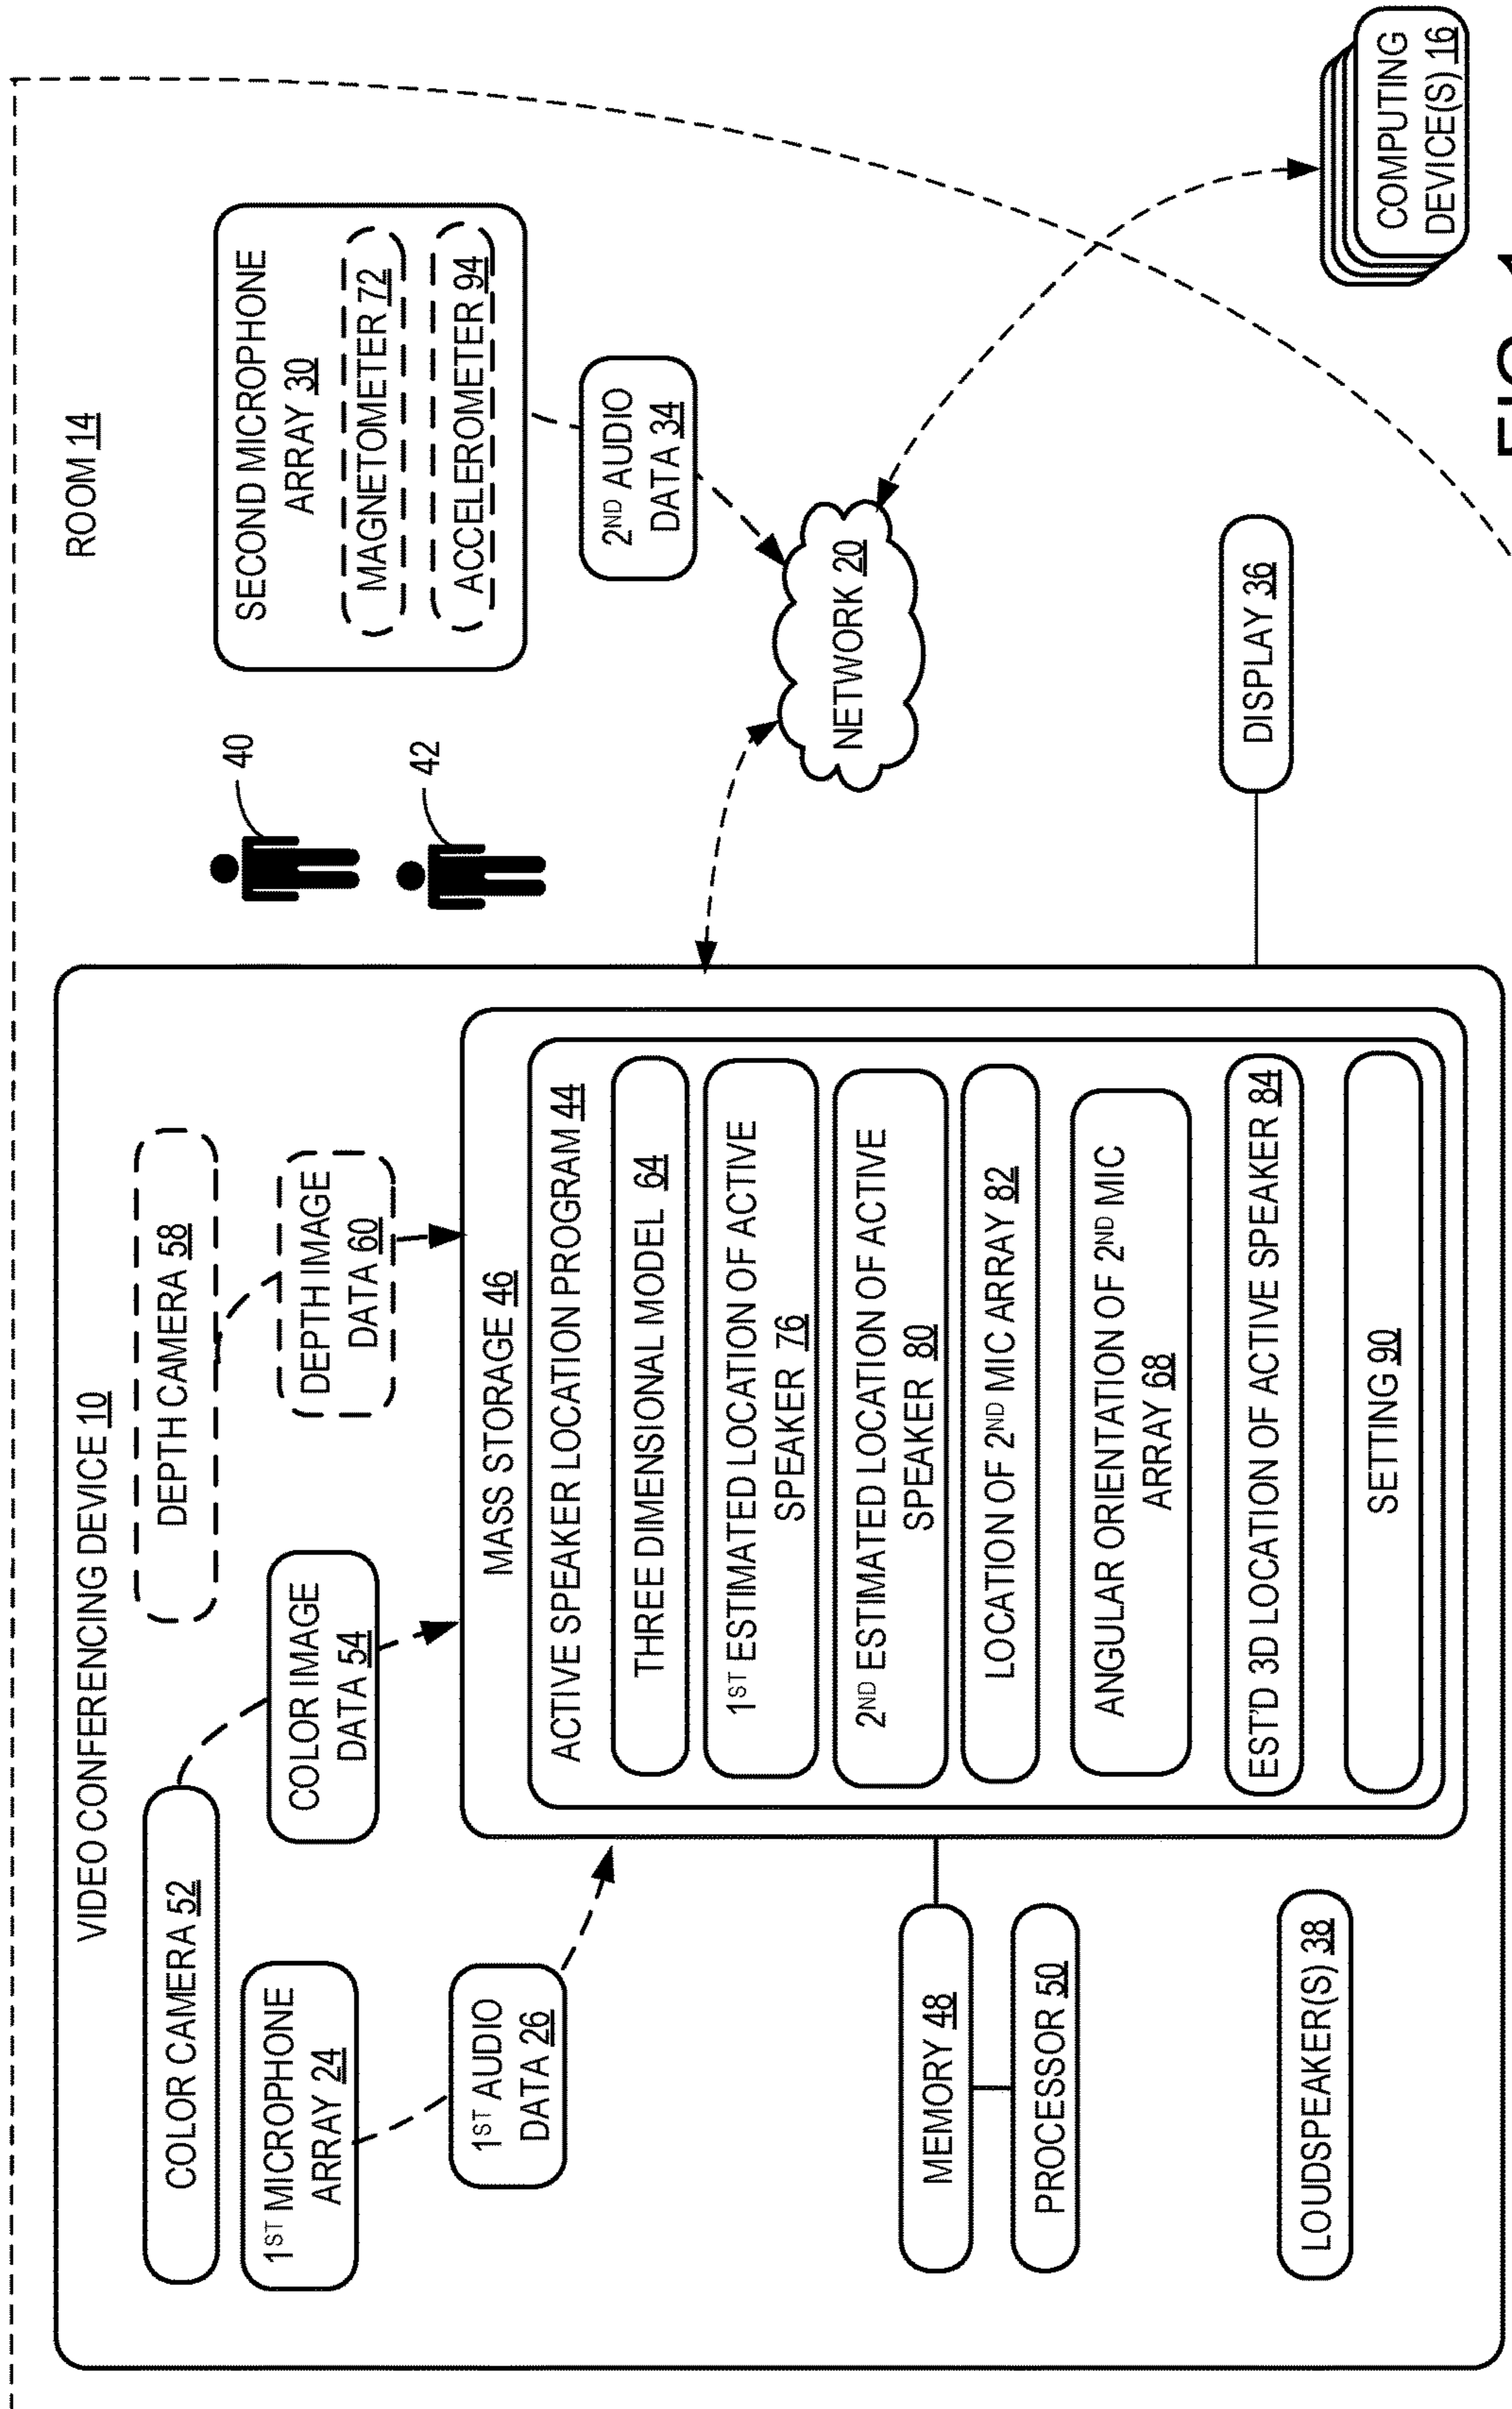 ROOM 14
VIDEO CONFERENCING DEVICE 10
COLOR CAMERA 52
DEPTH CAMERA 58
1ST MICROPHONE
ARRAY 24
COLOR IMAGE
DATA 54
DEPTH IMAGE
DATA 60
1ST AUDIO
DATA 26
MASS STORAGE 46
ACTIVE SPEAKER LOCATION PROGRAM 44
THREE DIMENSIONAL MODEL 64
1ST ESTIMATED LOCATION OF ACTIVE
SPEAKER 76
2ND ESTIMATED LOCATION OF ACTIVE
SPEAKER 80
LOCATION OF 2ND MIC ARRAY 82
ANGULAR ORIENTATION OF 2ND MIC
ARRAY 68
EST'D 3D LOCATION OF ACTIVE SPEAKER 84
SETTING 90
MEMORY 48
PROCESSOR 50
LOUDSPEAKER(S) 38
40
42
SECOND MICROPHONE
ARRAY 30
MAGNETOMETER 72
ACCELEROMETER 94
2ND AUDIO
DATA 34
NETWORK 20
DISPLAY 36
COMPUTING
DEVICE(S) 16